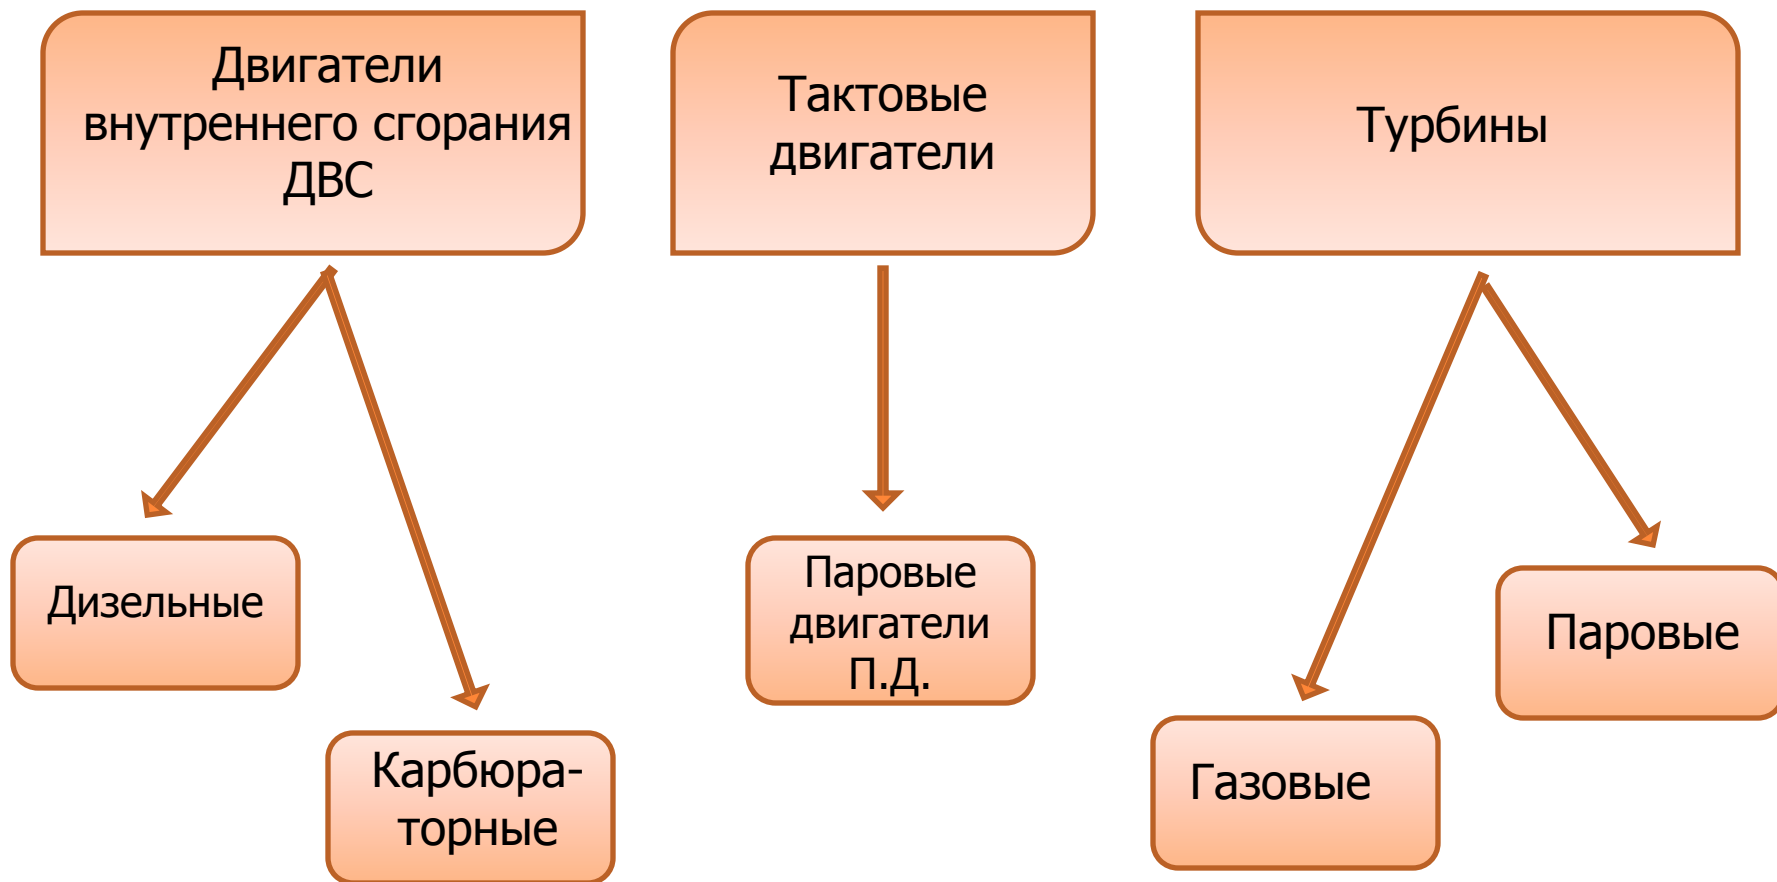 Двигатели
внутреннего сгорания
ДВС
Тактовые
двигатели
Турбины
Дизельные
Карбюра-
торные
Паровые
двигатели
П.Д.
Газовые
Паровые